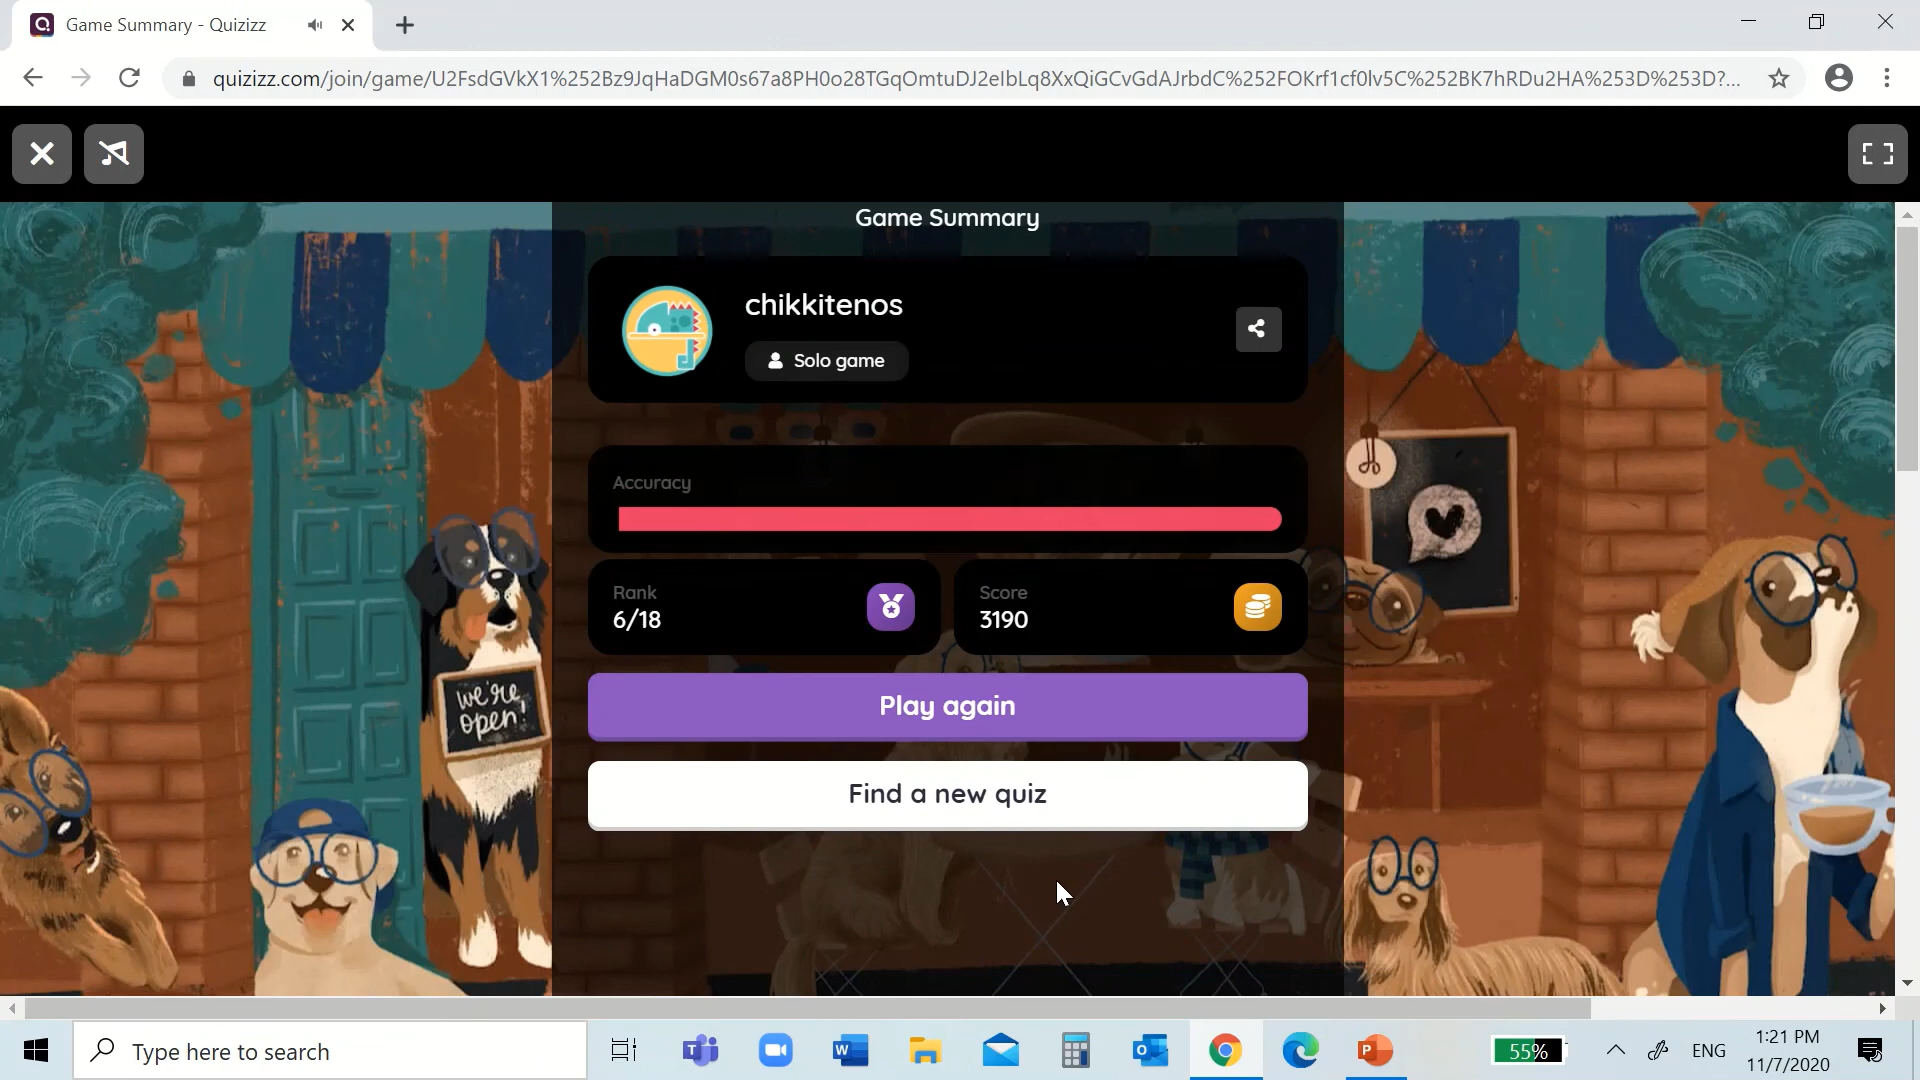 Game Summary - Quizizz
quizizz.com/join/game/U2FsdGVkX1%252Bz9JqHaDGM0s67a8PH0o28TGqOmtuDJ2eIbLq8XxQiGCvGdAJrbdC%252FOKrf1cf0lv5C%252BK7hRDu2HA%253D%253D?...
Game Summary
chikkitenos
Solo game
Accuracy
Rank
6/18
Score
3190
Play again
we're
open!
Find a new quiz
Type here to search
55%
ENG
1:21 PM
11/7/2020